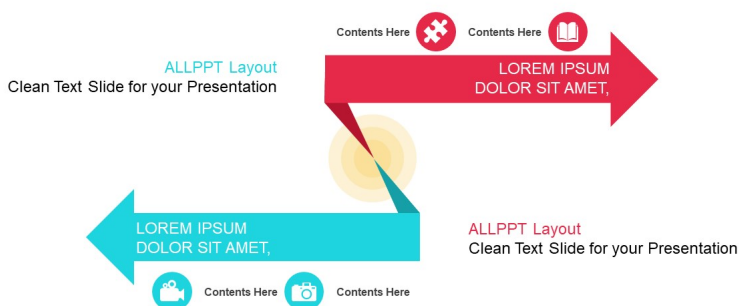 Contents Here
Contents Here
ALLPPT Layout
Clean Text Slide for your Presentation
LOREM IPSUM
DOLOR SIT AMET,
LOREM IPSUM
DOLOR SIT AMET,
ALLPPT Layout
Clean Text Slide for your Presentation
Contents Here
Contents Here